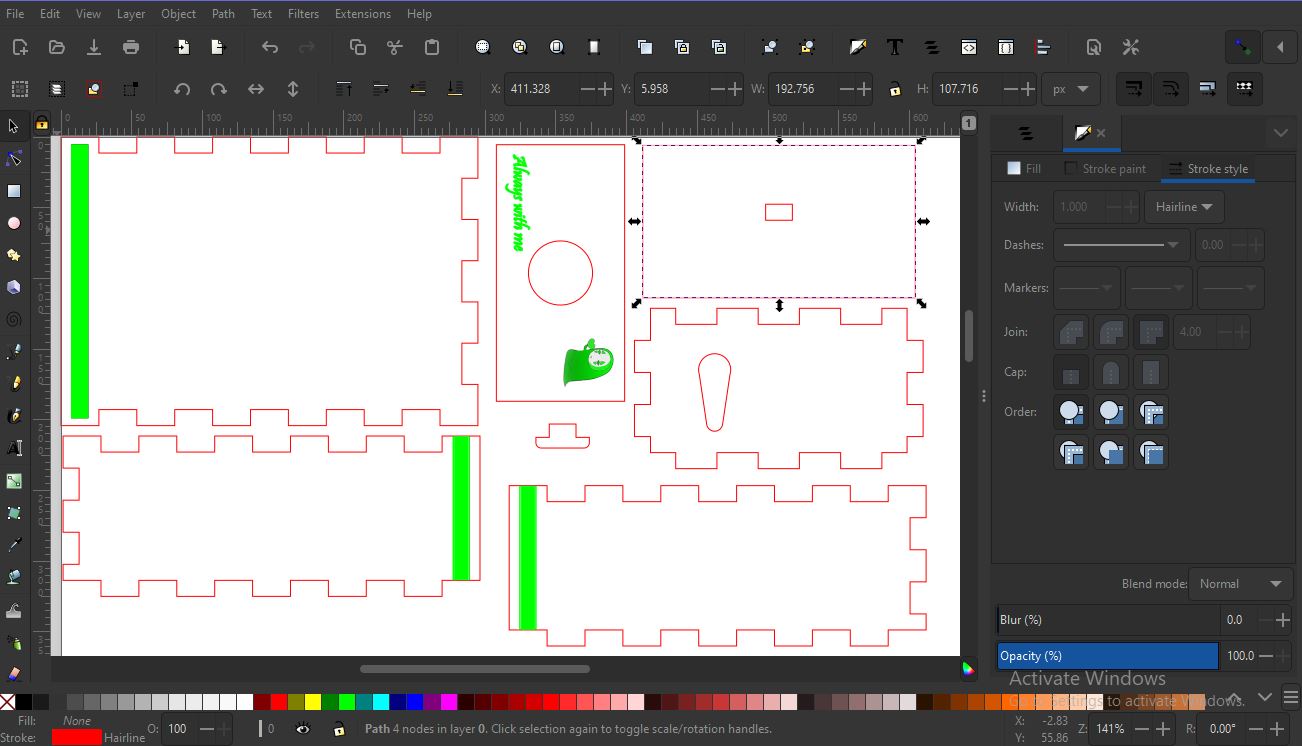 File Edit View Layer Object Path Text Filters Extensions Help
X: 411.328 Y: 5.958 W: 192.756 H: 107.716 px
0 50 100 150 200 250 300 350 400 450 500 550 600 1
Always with me
Fill Stroke paint Stroke style
Width: 1.000 Hairline
Dashes: 0.00
Markers:
Join: 4.00
Cap:
Order:
Blend mode: Normal
Blur (%) 0.0
Opacity (%) 100.0
Activate Windows
Go to Settings to activate Windows.
Fill: None O: 100 0 Path 4 nodes in layer 0. Click selection again to toggle scale/rotation handles. X: -2.83 Z: 141% R: 0.00°
Stroke: Hairline Y: 55.86